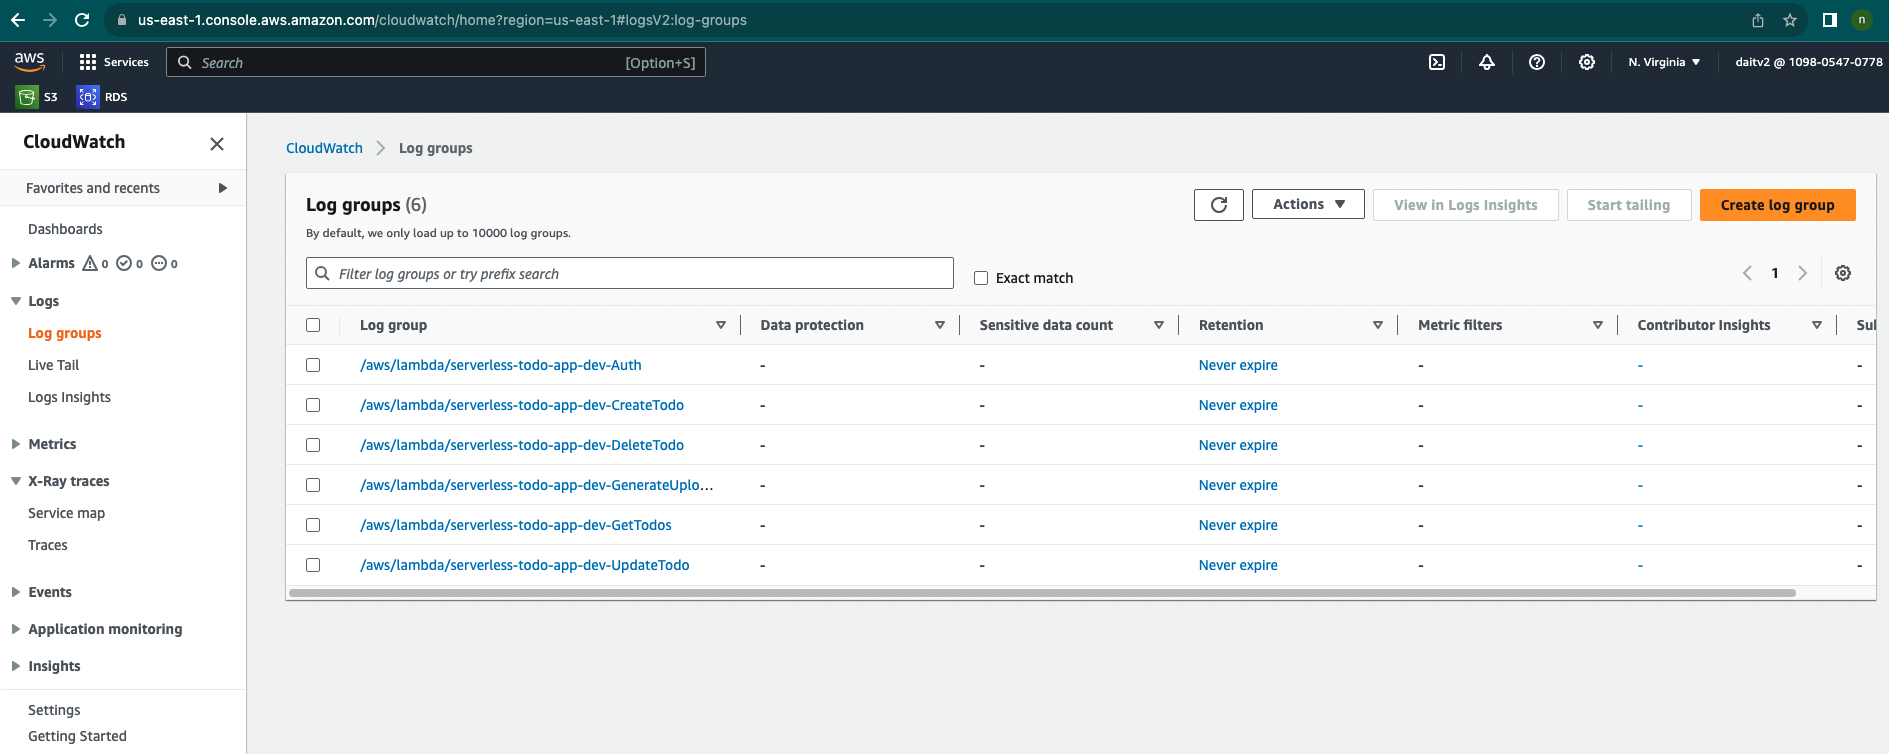 us-east-1.console.aws.amazon.com/cloudwatch/home?region=us-east-1#logsV2:log-groups
n
aws
Services
Search
[Option+S]
N. Virginia
daitv2 @ 1098-0547-0778
S3
RDS
CloudWatch
Favorites and recents
Dashboards
Alarms 0 0 0
Logs
Log groups
Live Tail
Logs Insights
Metrics
X-Ray traces
Service map
Traces
Events
Application monitoring
Insights
Settings
Getting Started
CloudWatch
Log groups
Log groups (6)
By default, we only load up to 10000 log groups.
Actions
View in Logs Insights
Start tailing
Create log group
Filter log groups or try prefix search
Exact match
1
Log group Data protection Sensitive data count Retention Metric filters Contributor Insights Sul
/aws/lambda/serverless-todo-app-dev-Auth - - Never expire - - -
/aws/lambda/serverless-todo-app-dev-CreateTodo - - Never expire - - -
/aws/lambda/serverless-todo-app-dev-DeleteTodo - - Never expire - - -
/aws/lambda/serverless-todo-app-dev-GenerateUplo... - - Never expire - - -
/aws/lambda/serverless-todo-app-dev-GetTodos - - Never expire - - -
/aws/lambda/serverless-todo-app-dev-UpdateTodo - - Never expire - - -